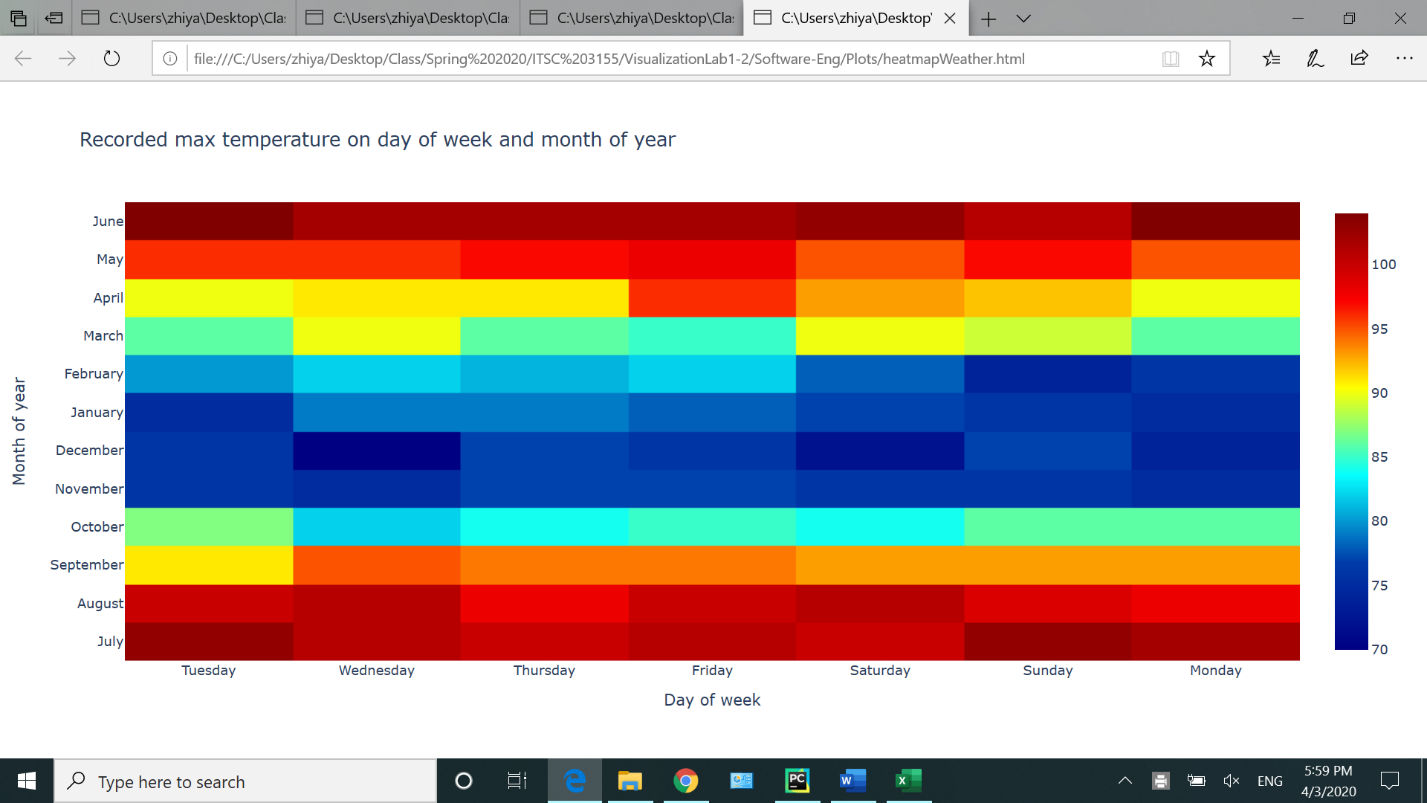 C:\Users\zhiya\Desktop\Cla
C:\Users\zhiya\Desktop\Cla
C:\Users\zhiya\Desktop\Cla
C:\Users\zhiya\Desktop\
file:///C:/Users/zhiya/Desktop/Class/Spring%202020/ITSC%203155/VisualizationLab1-2/Software-Eng/Plots/heatmapWeather.html
Recorded max temperature on day of week and month of year
Month of year
June
May
April
March
February
January
December
November
October
September
August
July
Tuesday Wednesday Thursday Friday Saturday Sunday Monday
Day of week
100
95
90
85
80
75
70
Type here to search
PC
W
X
ENG
5:59 PM
4/3/2020